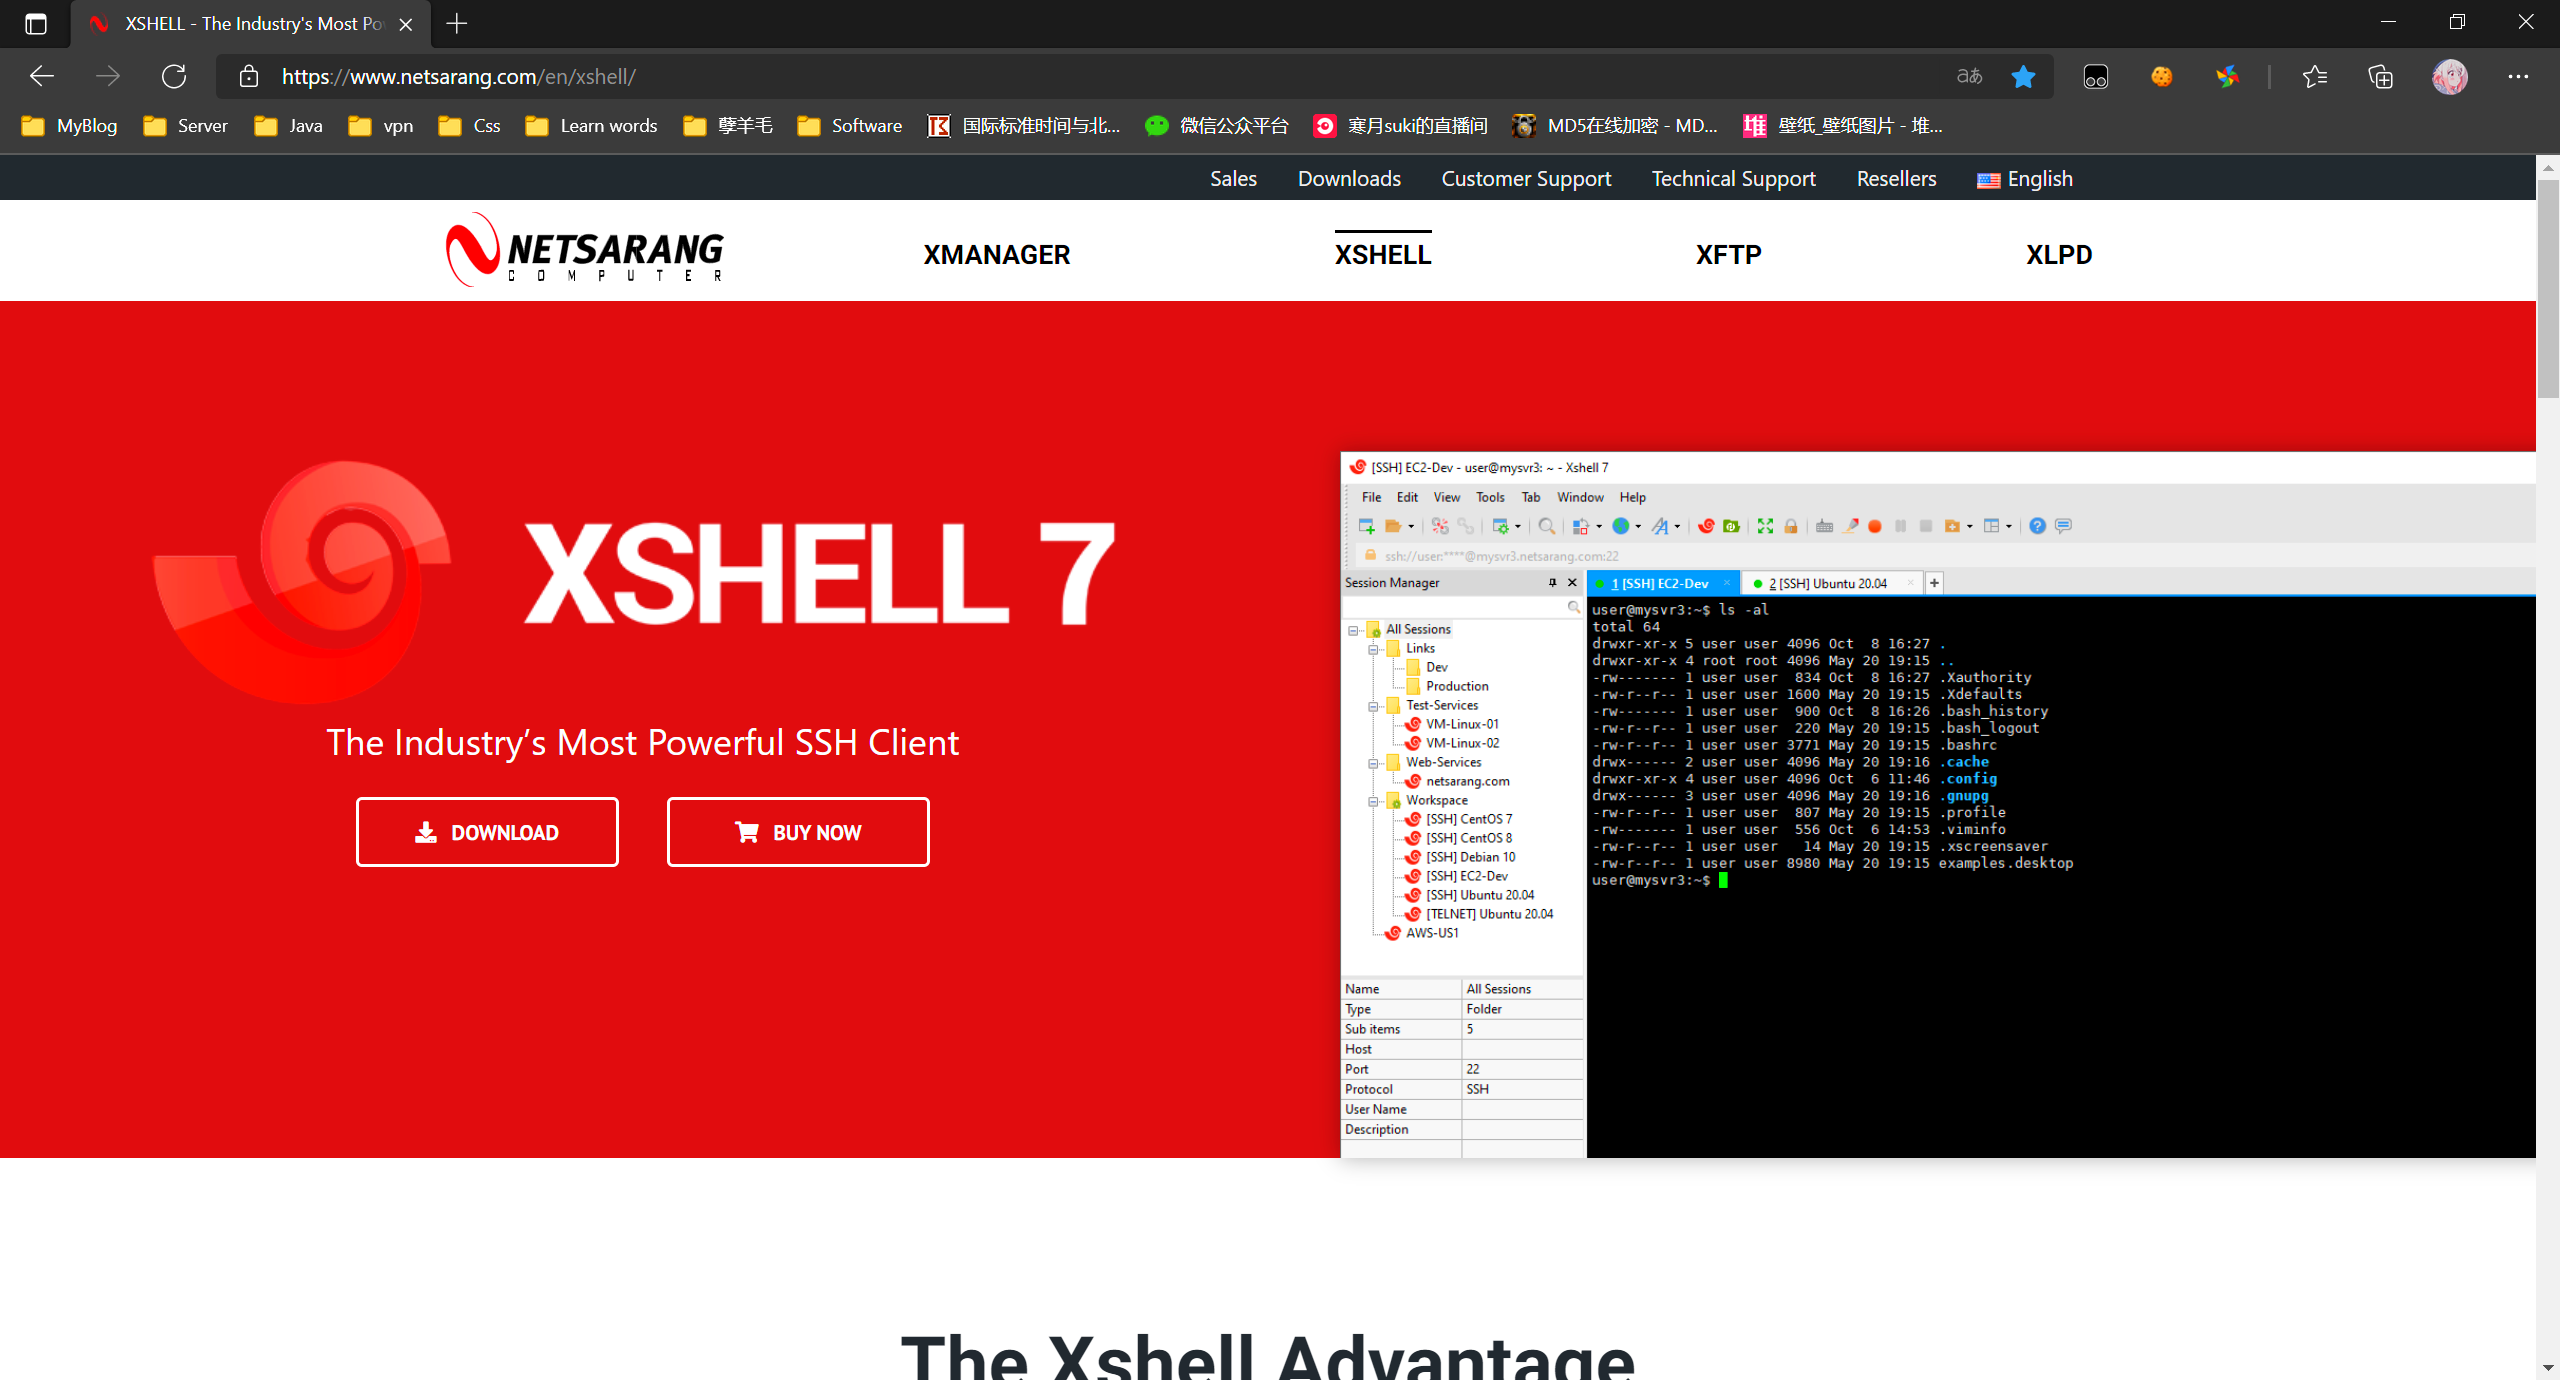 XSHELL - The Industry's Most Po
https://www.netsarang.com/en/xshell/
MyBlog Server Java vpn Css Learn words 孽羊毛 Software 国际标准时间与北... 微信公众平台 寒月suki的直播间 MD5在线加密 - MD... 壁纸_壁纸图片 - 堆...
Sales Downloads Customer Support Technical Support Resellers English
NETSARANG
COMPUTER
XMANAGER XSHELL XFTP XLPD
XSHELL 7
The Industry’s Most Powerful SSH Client
DOWNLOAD BUY NOW
[SSH] EC2-Dev - user@mysvr3: ~ - Xshell 7
File Edit View Tools Tab Window Help
ssh://user:****@mysvr3.netsarang.com:22
Session Manager
All Sessions
Links
Dev
Production
Test-Services
VM-Linux-01
VM-Linux-02
Web-Services
netsarang.com
Workspace
[SSH] CentOS 7
[SSH] CentOS 8
[SSH] Debian 10
[SSH] EC2-Dev
[SSH] Ubuntu 20.04
[TELNET] Ubuntu 20.04
AWS-US1
Name All Sessions
Type Folder
Sub items 5
Host
Port 22
Protocol SSH
User Name
Description
1 [SSH] EC2-Dev 2 [SSH] Ubuntu 20.04
user@mysvr3:~$ ls -al
total 64
drwxr-xr-x 5 user user 4096 Oct  8 16:27 .
drwxr-xr-x 4 root root 4096 May 20 19:15 ..
-rw------- 1 user user  834 Oct  8 16:27 .Xauthority
-rw-r--r-- 1 user user 1600 May 20 19:15 .Xdefaults
-rw------- 1 user user  900 Oct  8 16:26 .bash_history
-rw-r--r-- 1 user user  220 May 20 19:15 .bash_logout
-rw-r--r-- 1 user user 3771 May 20 19:15 .bashrc
drwx------ 2 user user 4096 May 20 19:16 .cache
drwxr-xr-x 4 user user 4096 Oct  6 11:46 .config
drwx------ 3 user user 4096 May 20 19:16 .gnupg
-rw-r--r-- 1 user user  807 May 20 19:15 .profile
-rw------- 1 user user  556 Oct  6 14:53 .viminfo
-rw-r--r-- 1 user user   14 May 20 19:15 .xscreensaver
-rw-r--r-- 1 user user 8980 May 20 19:15 examples.desktop
user@mysvr3:~$
The Xshell Advantage